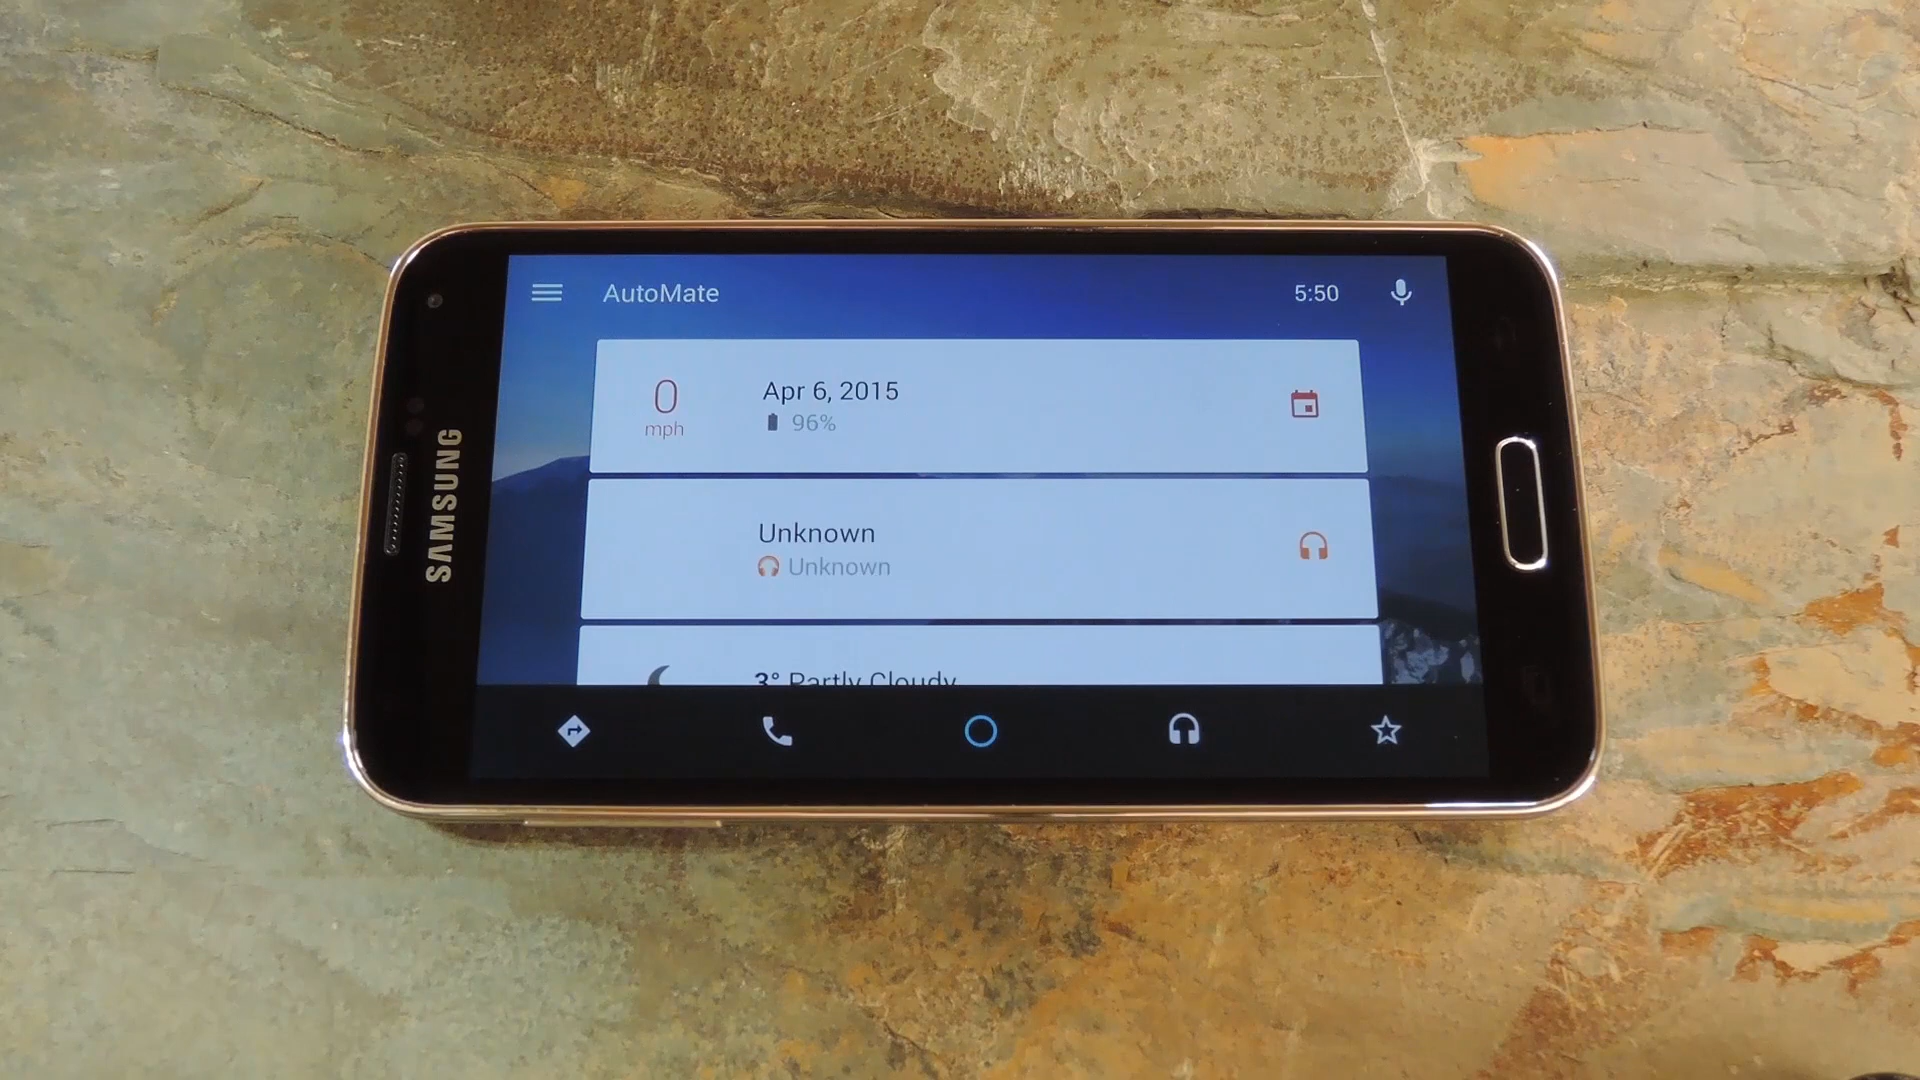 AutoMate
5:50
0
mph
Apr 6, 2015
96%
Unknown
Unknown
3° Partly Cloudy
SAMSUNG